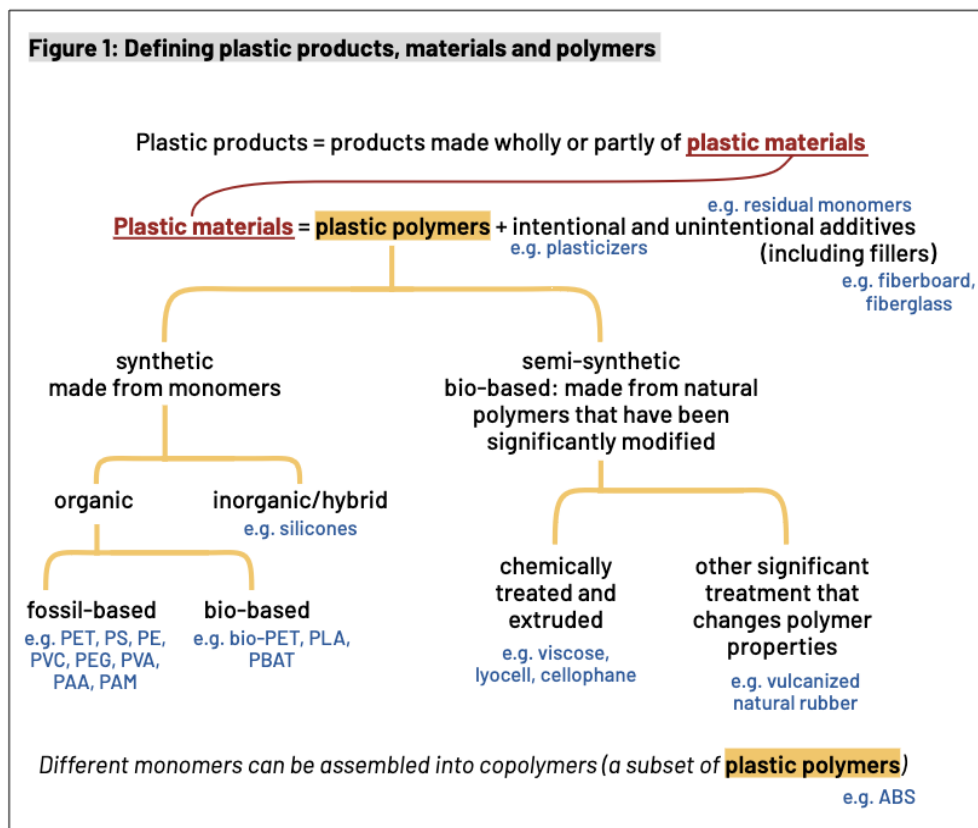 Figure 1: Defining plastic products, materials and polymers
Plastic products = products made wholly or partly of plastic materials
e.g. residual monomers
Plastic materials = plastic polymers + intentional and unintentional additives
e.g. plasticizers
(including fillers)
e.g. fiberboard,
fiberglass
synthetic
made from monomers
semi-synthetic
bio-based: made from natural
polymers that have been
significantly modified
organic
inorganic/hybrid
e.g. silicones
fossil-based
e.g. PET, PS, PE,
PVC, PEG, PVA,
PAA, PAM
bio-based
e.g. bio-PET, PLA,
PBAT
chemically
treated and
extruded
e.g. viscose,
lyocell, cellophane
other significant
treatment that
changes polymer
properties
e.g. vulcanized
natural rubber
Different monomers can be assembled into copolymers (a subset of plastic polymers)
e.g. ABS